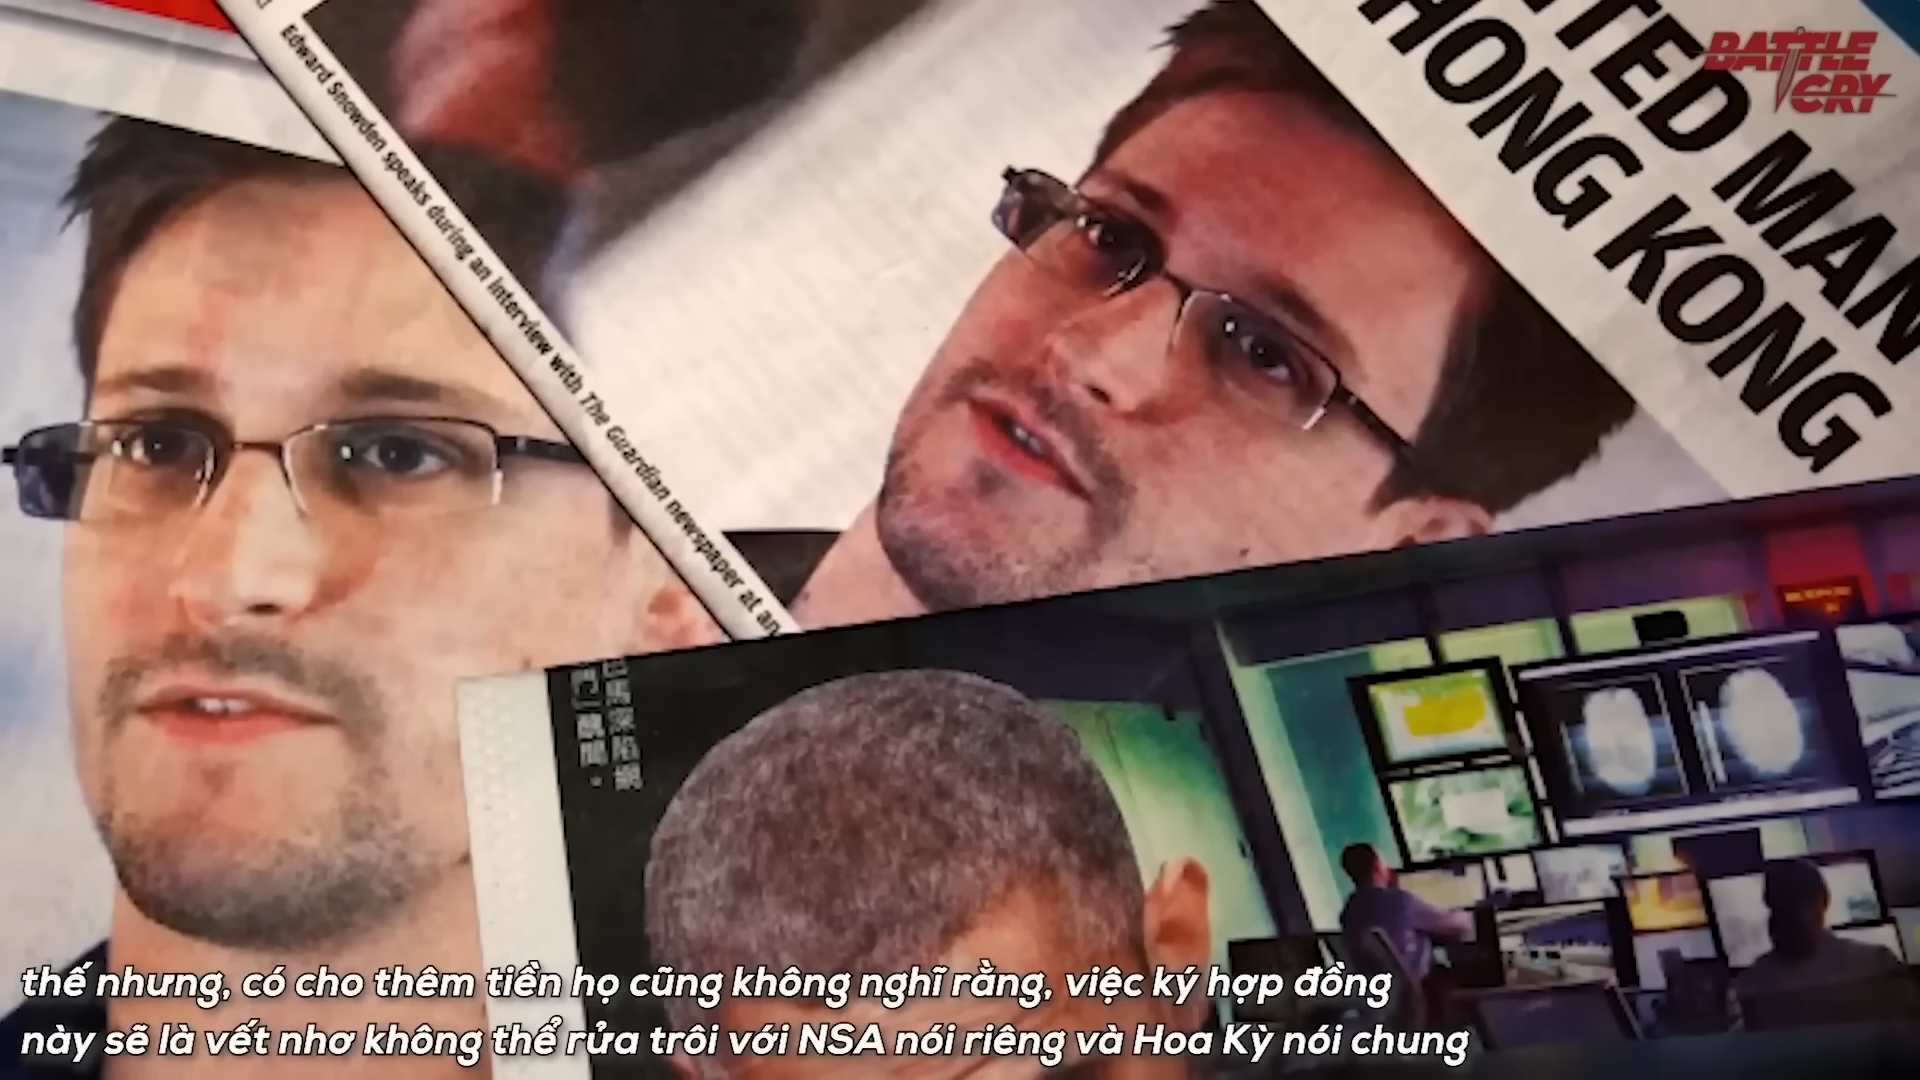 BATTLE
CRY
TED MAN
HONG KONG
Edward Snowden speaks during an interview with The Guardian newspaper at an
thế nhưng, có cho thêm tiền họ cũng không nghĩ rằng, việc ký hợp đồng
này sẽ là vết nhơ không thể rửa trôi với NSA nói riêng và Hoa Kỳ nói chung